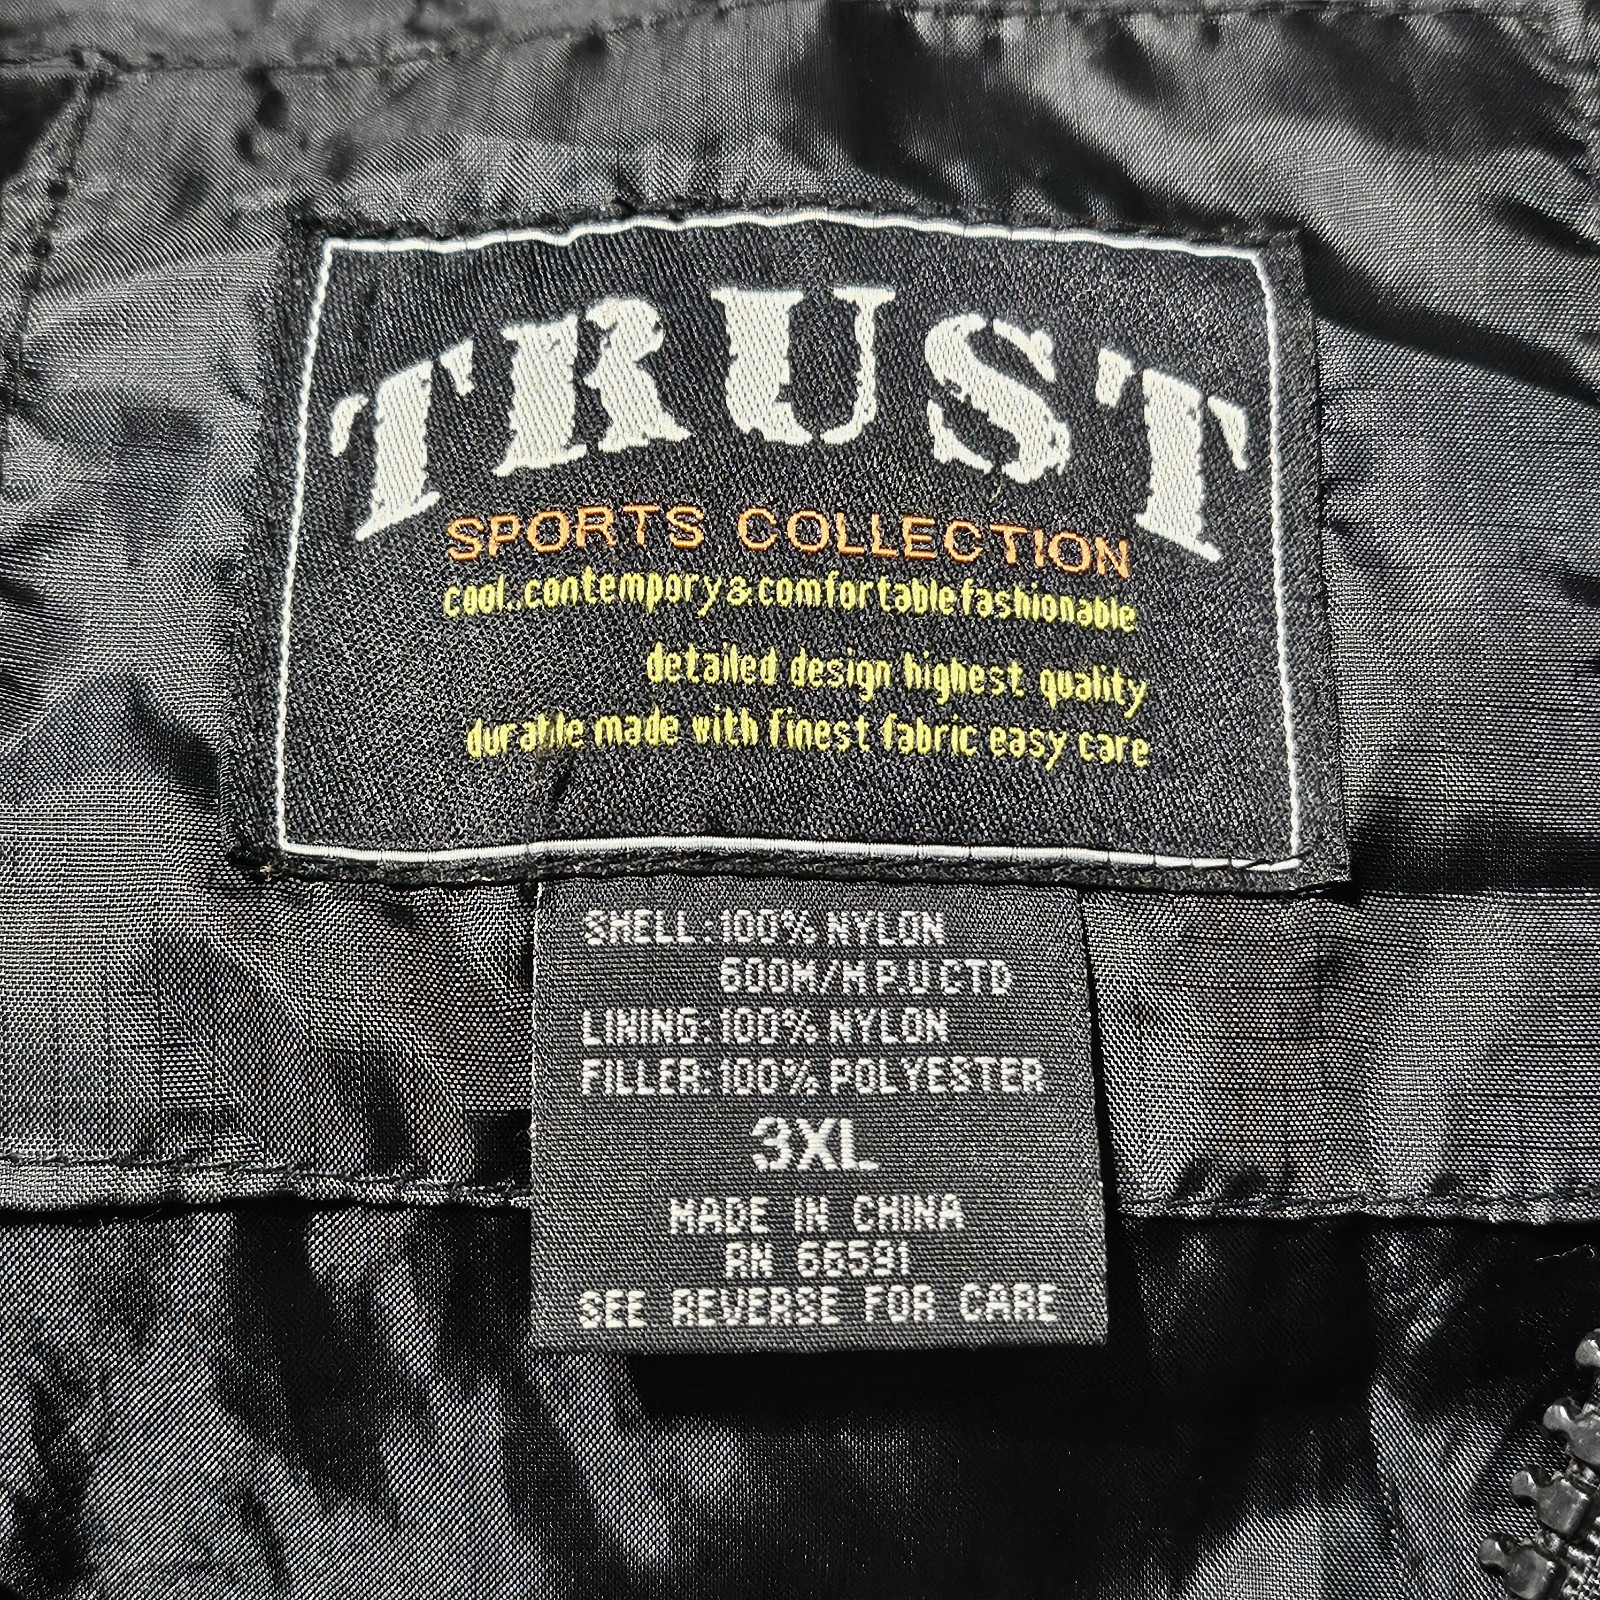 TRUST
SPORTS COLLECTION
cool..contempory&comfortablefashionable
detailed design highest quality
durable made with finest fabric easy care
SHELL:100% NYLON
600M/M P.U CTD
LINING:100% NYLON
FILLER:100% POLYESTER
3XL
MADE IN CHINA
RN 66591
SEE REVERSE FOR CARE